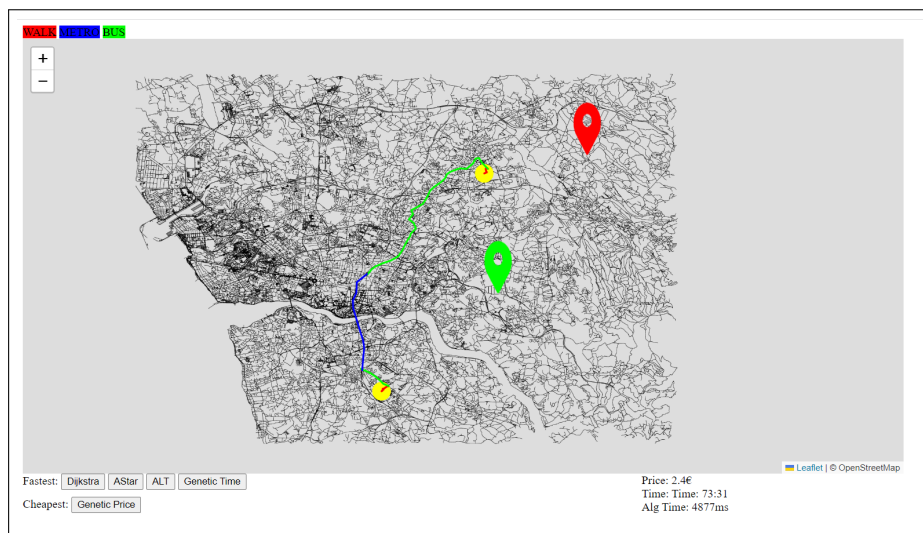 WALK METRO BUS
+
−
Leaflet | © OpenStreetMap
Fastest: Dijkstra AStar ALT Genetic Time
Cheapest: Genetic Price
Price: 2.4€
Time: Time: 73:31
Alg Time: 4877ms